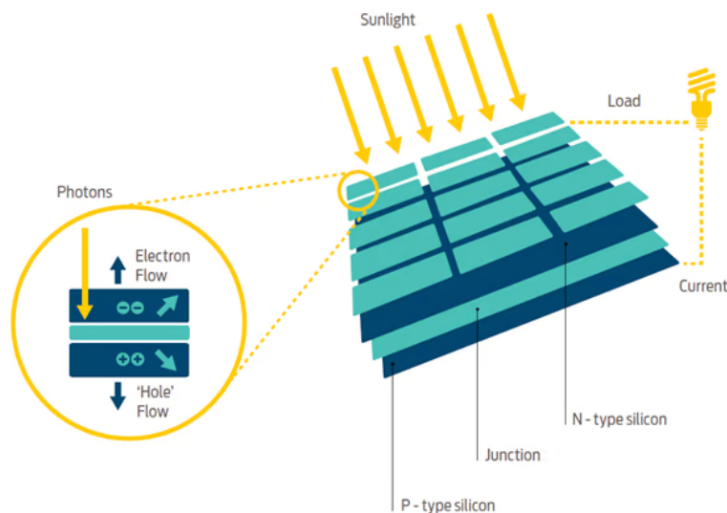 Sunlight
Load
Photons
Electron
Flow
Current
'Hole'
Flow
N - type silicon
Junction
P - type silicon